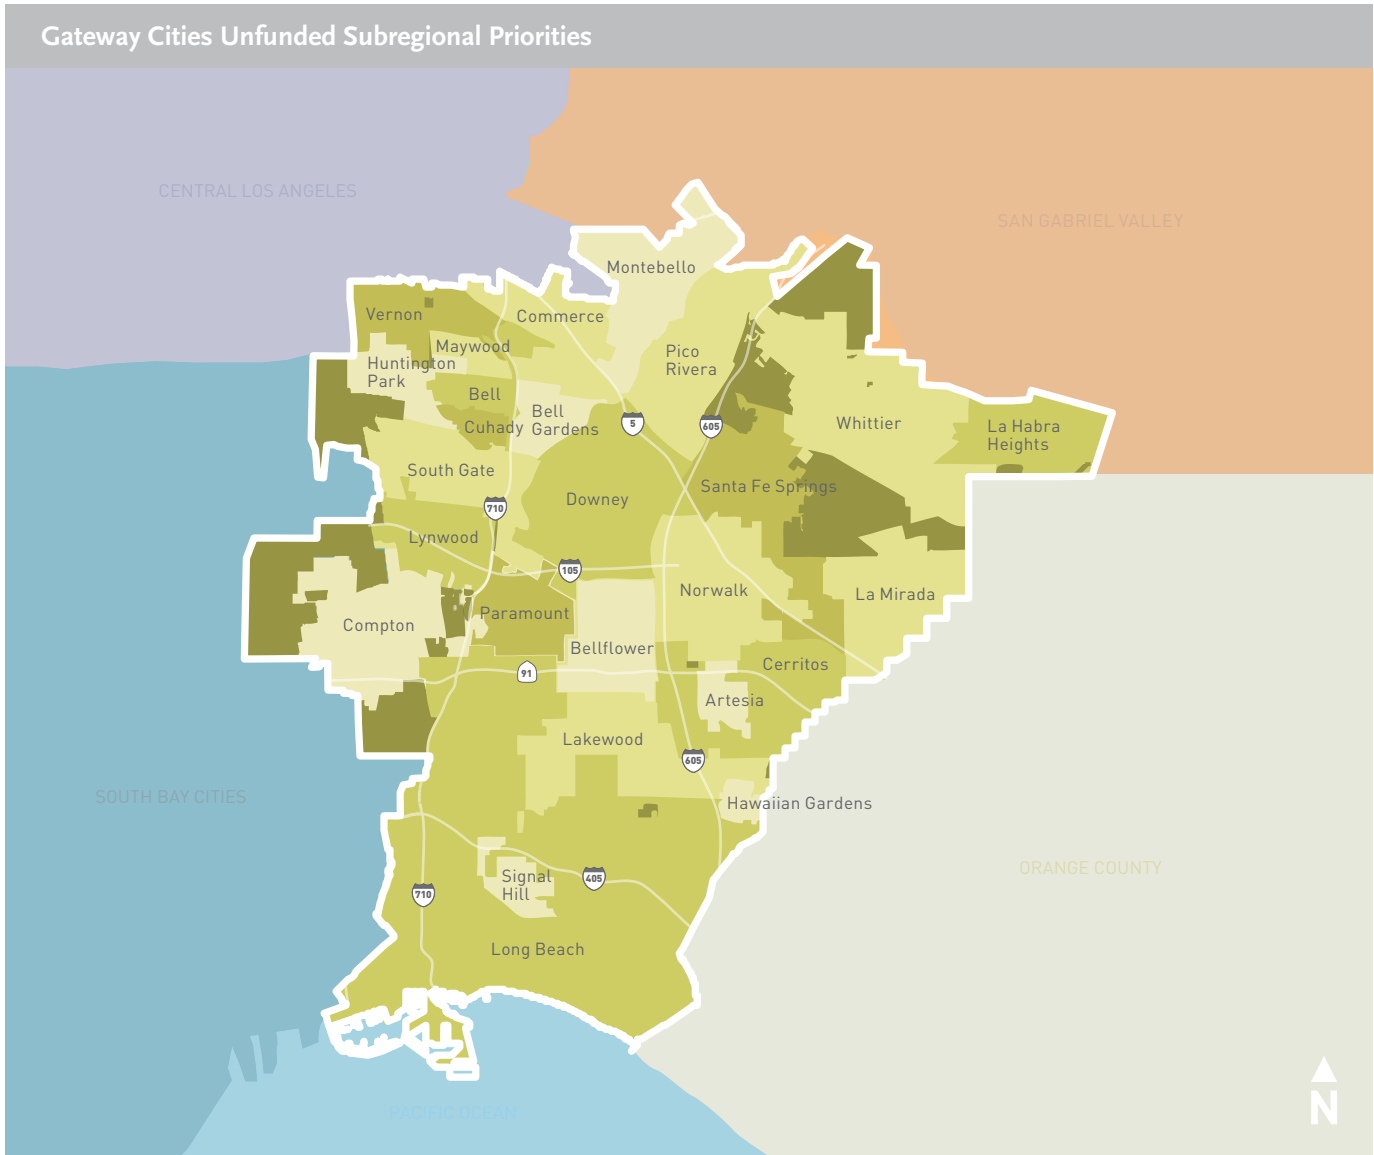 Gateway Cities Unfunded Subregional Priorities
CENTRAL LOS ANGELES
SAN GABRIEL VALLEY
Montebello
Vernon
Commerce
Maywood
Huntington
Park
Pico
Rivera
Bell
Bell
Gardens
Cuhady
5
605
Whittier
La Habra
Heights
South Gate
Santa Fe Springs
Downey
710
Lynwood
105
Norwalk
La Mirada
Compton
Paramount
Bellflower
Cerritos
91
Artesia
Lakewood
605
SOUTH BAY CITIES
Hawaiian Gardens
ORANGE COUNTY
Signal
Hill
405
710
Long Beach
PACIFIC OCEAN
N